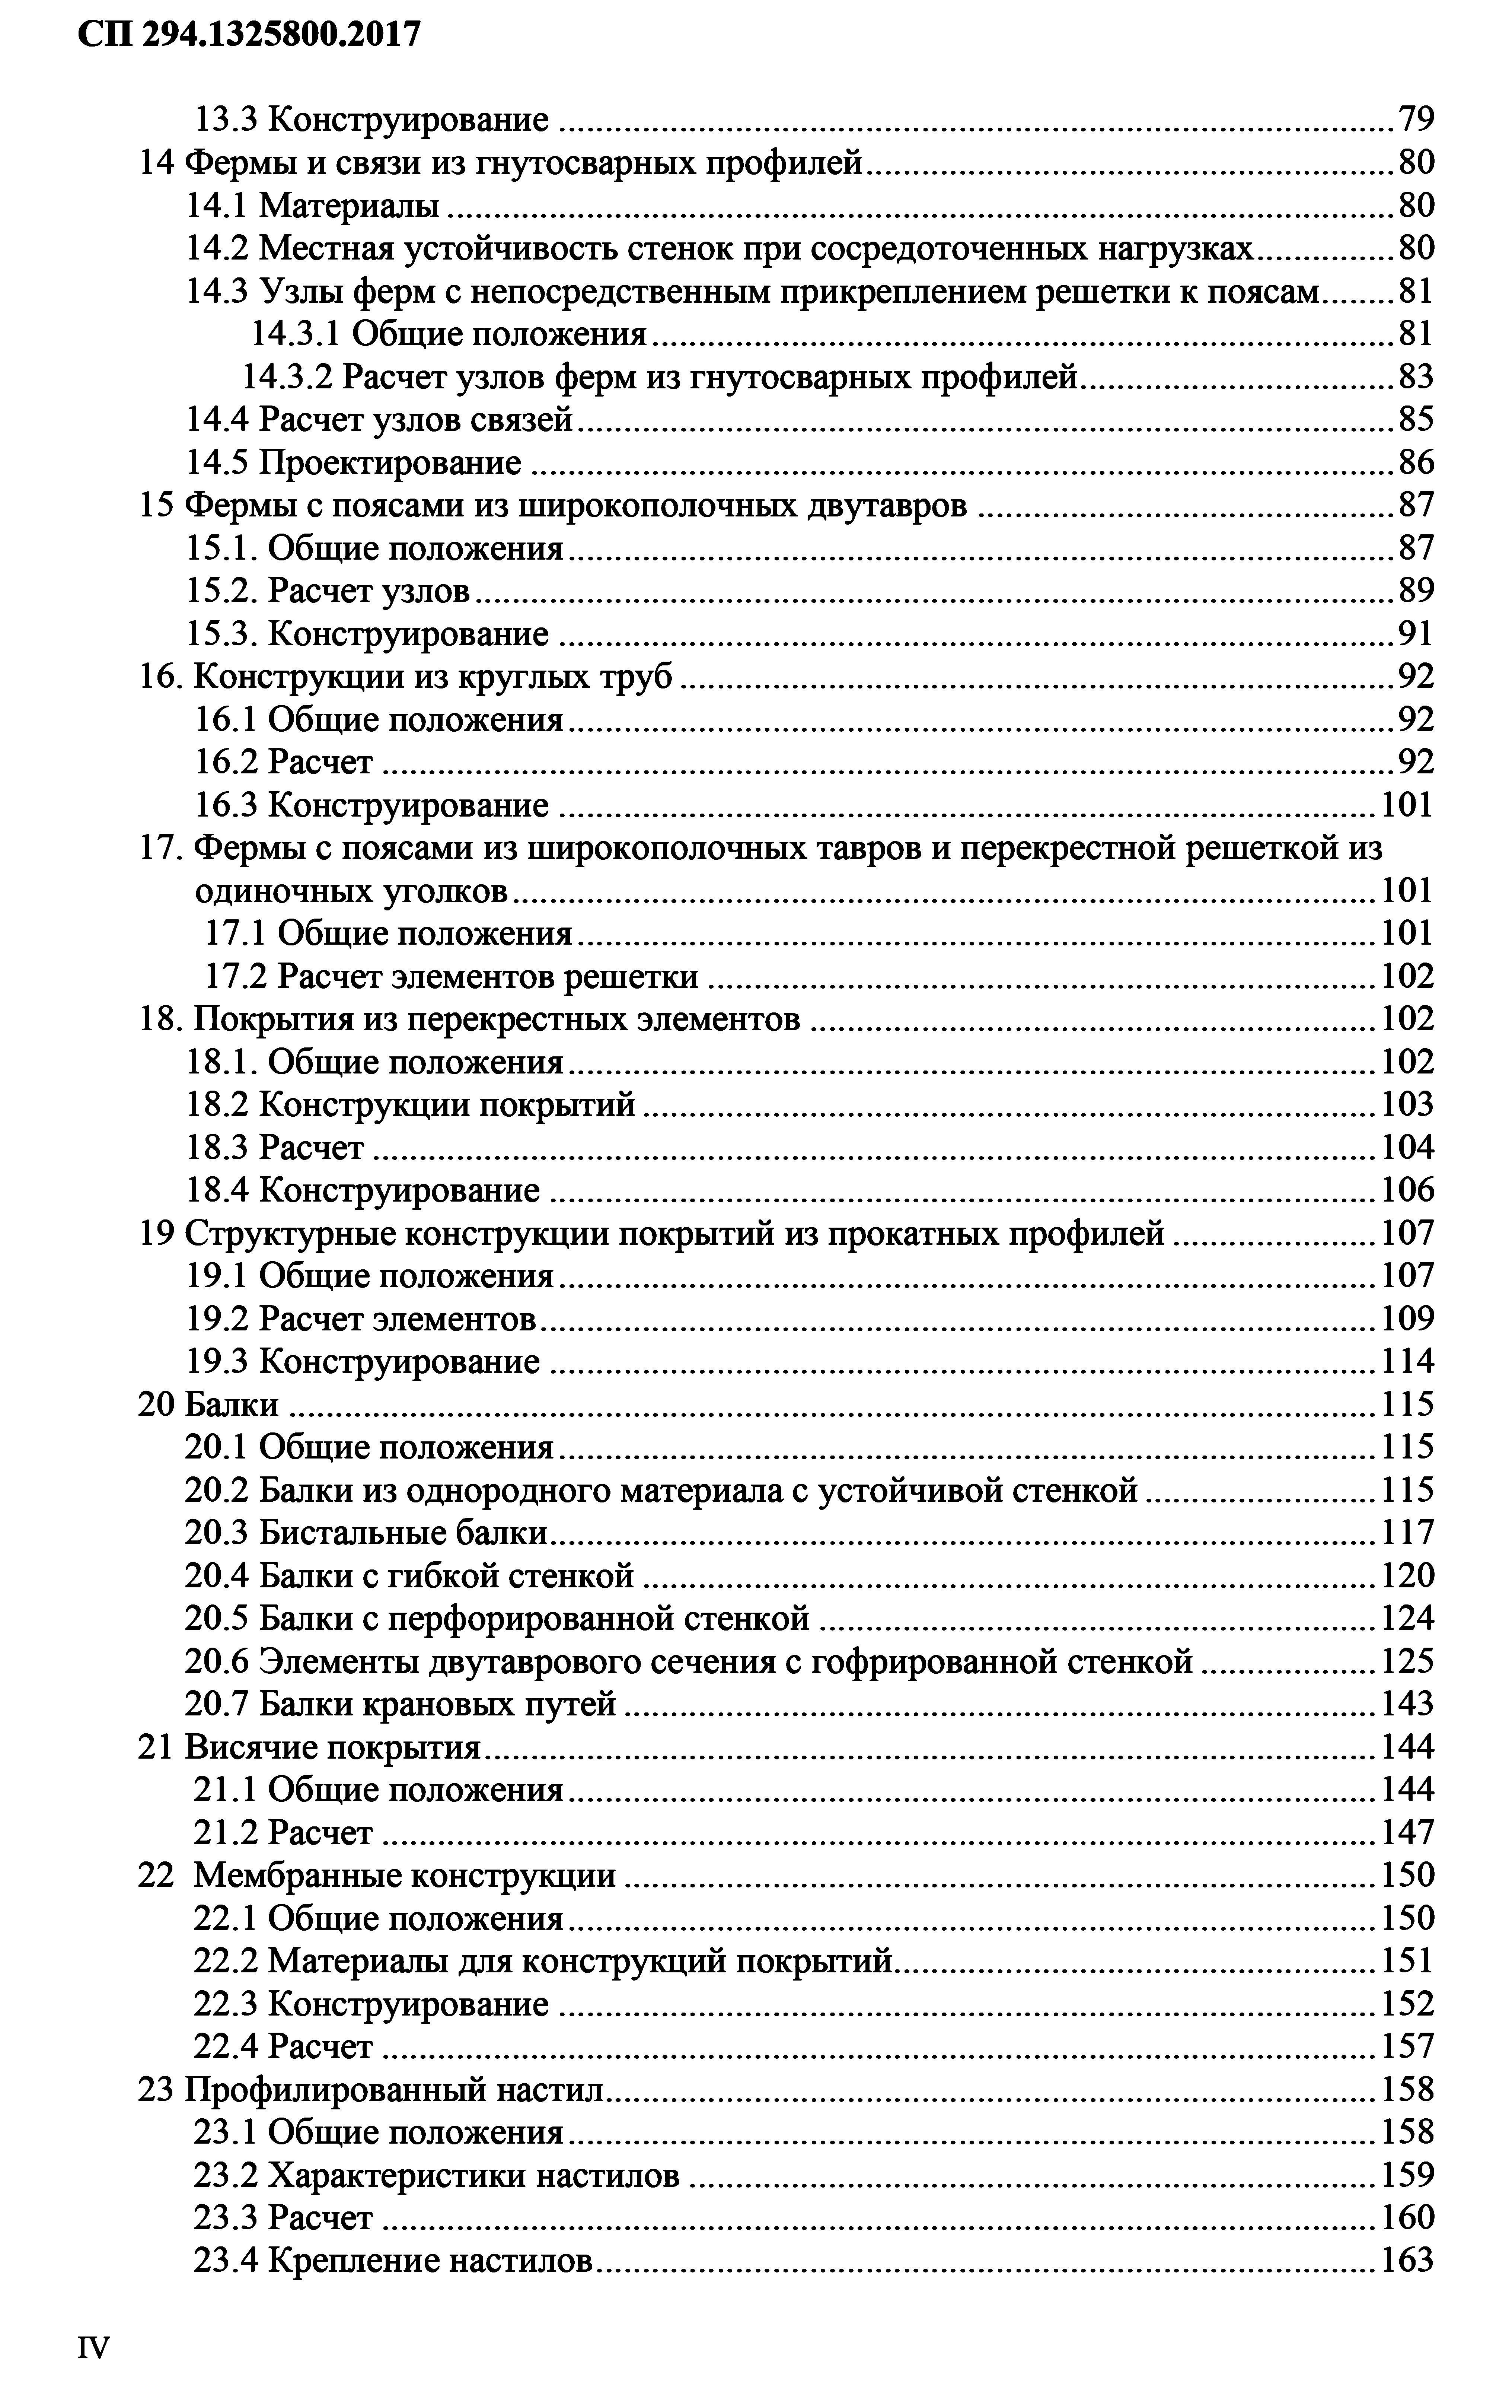 СП 294.1325800.2017
13.3 Конструирование ........ 79
14 Фермы и связи из гнутосварных профилей ........ 80
14.1 Материалы ........ 80
14.2 Местная устойчивость стенок при сосредоточенных нагрузках ........ 80
14.3 Узлы ферм с непосредственным прикреплением решетки к поясам ........ 81
14.3.1 Общие положения ........ 81
14.3.2 Расчет узлов ферм из гнутосварных профилей ........ 83
14.4 Расчет узлов связей ........ 85
14.5 Проектирование ........ 86
15 Фермы с поясами из широкополочных двутавров ........ 87
15.1. Общие положения ........ 87
15.2. Расчет узлов ........ 89
15.3. Конструирование ........ 91
16. Конструкции из круглых труб ........ 92
16.1 Общие положения ........ 92
16.2 Расчет ........ 92
16.3 Конструирование ........ 101
17. Фермы с поясами из широкополочных тавров и перекрестной решеткой из
одиночных уголков ........ 101
17.1 Общие положения ........ 101
17.2 Расчет элементов решетки ........ 102
18. Покрытия из перекрестных элементов ........ 102
18.1. Общие положения ........ 102
18.2 Конструкции покрытий ........ 103
18.3 Расчет ........ 104
18.4 Конструирование ........ 106
19 Структурные конструкции покрытий из прокатных профилей ........ 107
19.1 Общие положения ........ 107
19.2 Расчет элементов ........ 109
19.3 Конструирование ........ 114
20 Балки ........ 115
20.1 Общие положения ........ 115
20.2 Балки из однородного материала с устойчивой стенкой ........ 115
20.3 Бистальные балки ........ 117
20.4 Балки с гибкой стенкой ........ 120
20.5 Балки с перфорированной стенкой ........ 124
20.6 Элементы двутаврового сечения с гофрированной стенкой ........ 125
20.7 Балки крановых путей ........ 143
21 Висячие покрытия ........ 144
21.1 Общие положения ........ 144
21.2 Расчет ........ 147
22 Мембранные конструкции ........ 150
22.1 Общие положения ........ 150
22.2 Материалы для конструкций покрытий ........ 151
22.3 Конструирование ........ 152
22.4 Расчет ........ 157
23 Профилированный настил ........ 158
23.1 Общие положения ........ 158
23.2 Характеристики настилов ........ 159
23.3 Расчет ........ 160
23.4 Крепление настилов ........ 163
IV